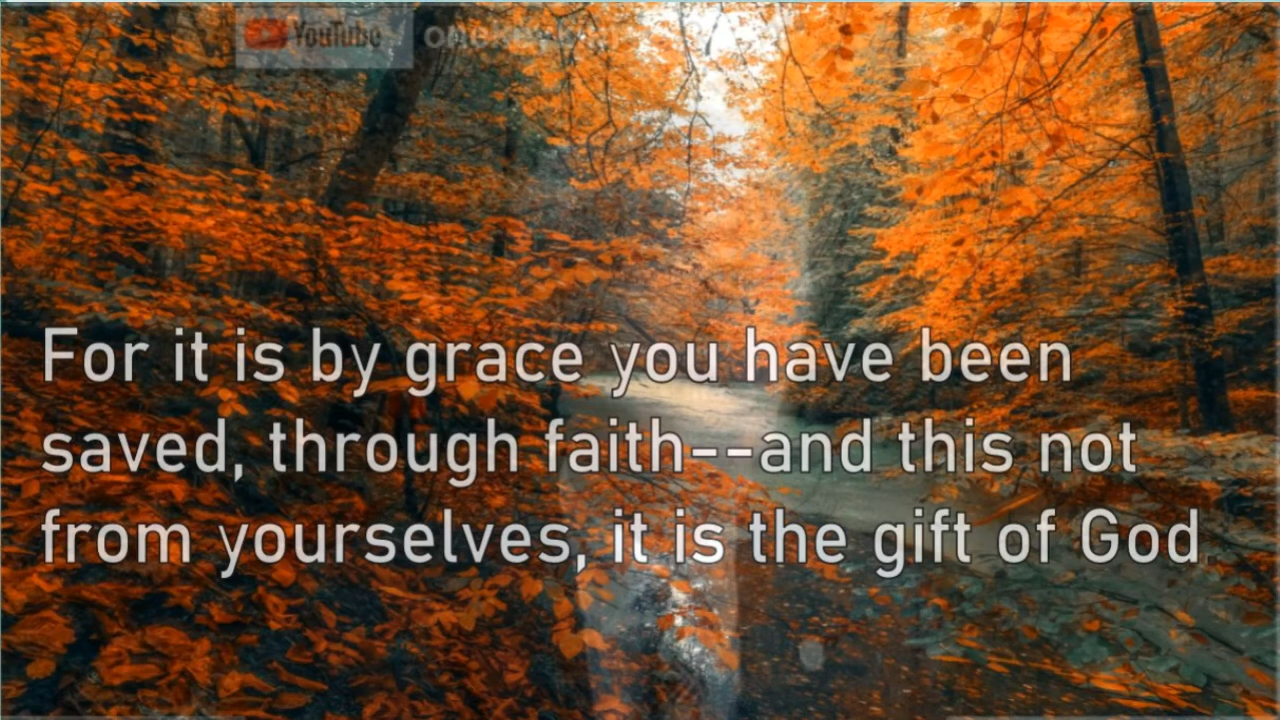 YouTube
For it is by grace you have been
saved, through faith--and this not
from yourselves, it is the gift of God